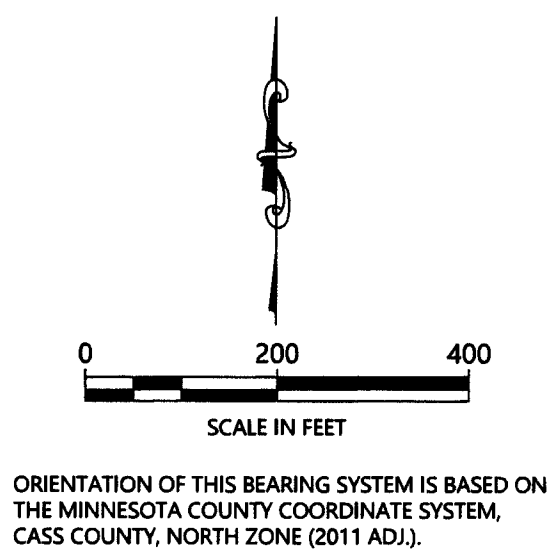 0 200 400
SCALE IN FEET
ORIENTATION OF THIS BEARING SYSTEM IS BASED ON
THE MINNESOTA COUNTY COORDINATE SYSTEM,
CASS COUNTY, NORTH ZONE (2011 ADJ.).